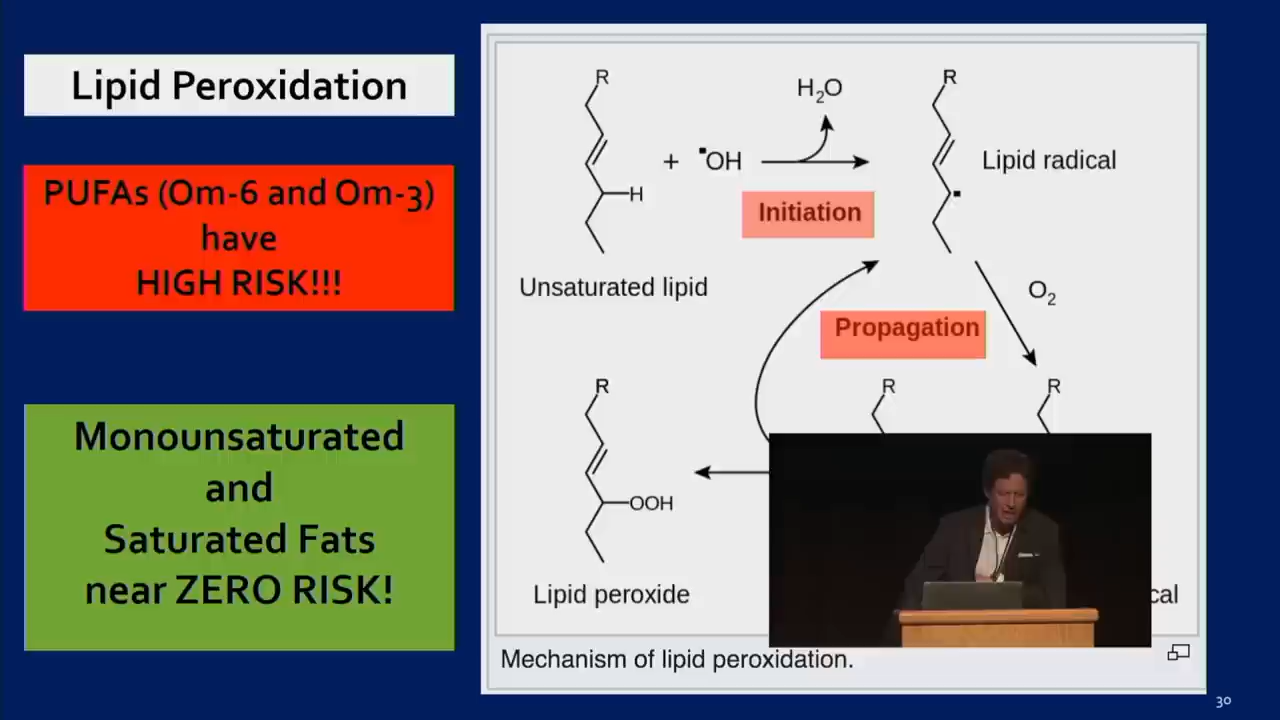 Lipid Peroxidation
PUFAs (Om-6 and Om-3)
have
HIGH RISK!!!
Monounsaturated
and
Saturated Fats
near ZERO RISK!
R
H
Unsaturated lipid
+
OH
H2O
Initiation
R
Lipid radical
Propagation
O2
R
OOH
Lipid peroxide
R
R
cal
Mechanism of lipid peroxidation.
30